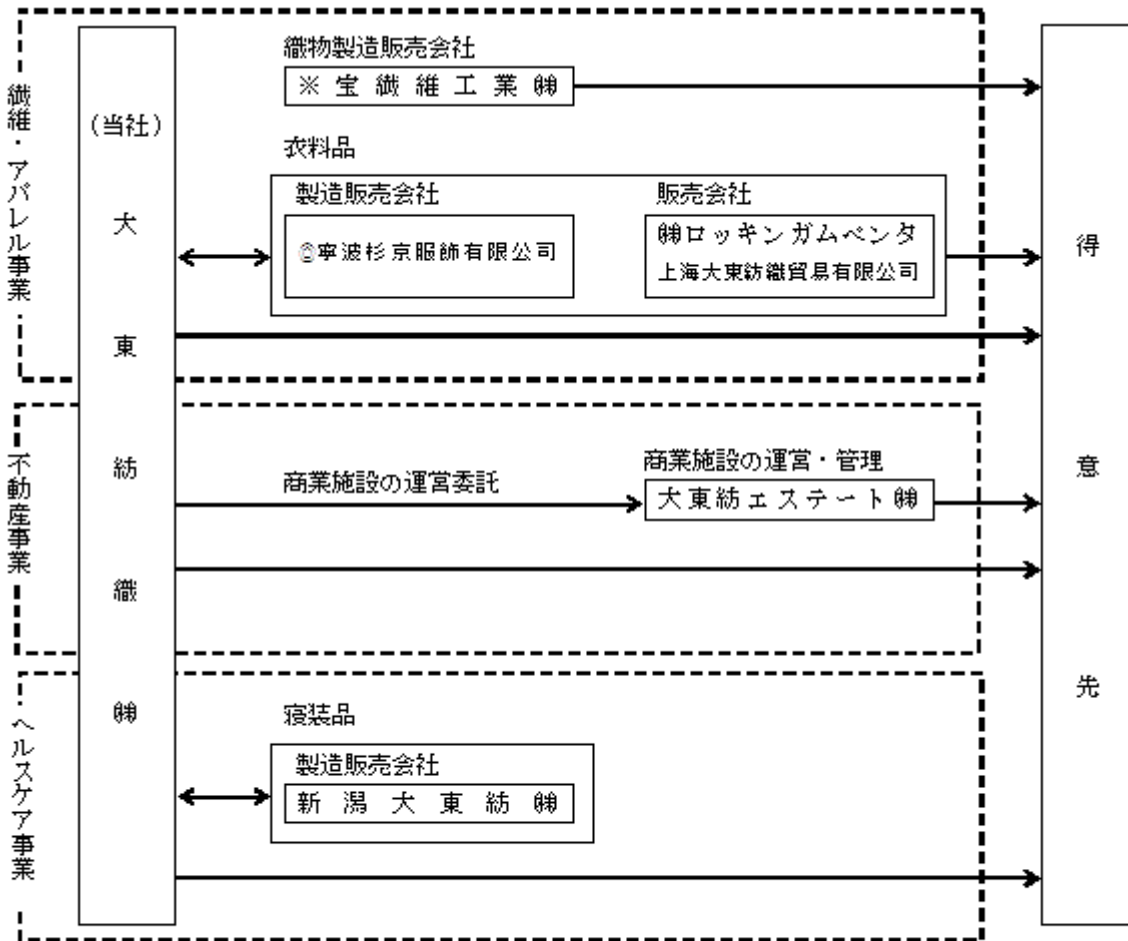 繊維・アパレル事業
(当社)
大東紡織㈱
織物製造販売会社
※宝繊維工業㈱
衣料品
製造販売会社
◎寧波杉京服飾有限公司
販売会社
㈱ロッキンガムペンタ
上海大東紡織貿易有限公司
得意先
不動産事業
商業施設の運営委託
商業施設の運営・管理
大東紡エステート㈱
ヘルスケア事業
寝装品
製造販売会社
新潟大東紡㈱